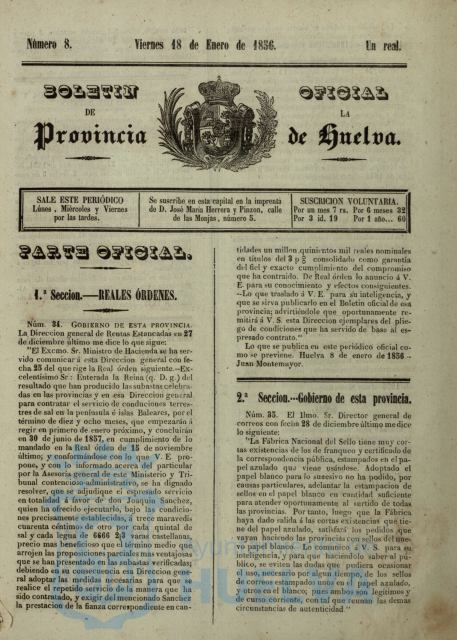 Número 8. Viernes 18 de Enero de 1856. Un real.
BOLETIN OFICIAL
DE LA
Provincia de Huelva.
SALE ESTE PERIÓDICO
Lúnes, Miércoles y Viernes
por las tardes.
Se suscribe en esta capital en la imprenta
de D. José María Herrera y Pinzon, calle
de las Monjas, número 5.
SUSCRICION VOLUNTARIA.
Por un mes 7 rs. Por 6 meses 32
Por 3 id. 19 Por 1 año... 60
PARTE OFICIAL.
1.ª Seccion.—REALES ÓRDENES.
Núm. 34. GOBIERNO DE ESTA PROVINCIA.
La Direccion general de Rentas Estancadas en 27
de diciembre último me dice lo que sigue:
"El Excmo. Sr. Ministro de Hacienda se ha ser-
vido comunicar á esta Direccion general con fe-
cha 25 del que rige la Real órden siguiente.—Ex-
celentísimo Sr.: Enterada la Reina (q. D. g.) del
resultado que han producido las subastas celebra-
das en las provincias y en esa Direccion general
para contratar el servicio de conducciones terres-
tres de sal en la península é islas Baleares, por el
término de diez y ocho meses, que empezarán á
regir en primero de enero próximo, y concluirán
en 30 de junio de 1857, en cumplimiento de lo
mandado en la Real órden de 15 de noviembre
último, y conformándose con lo que V. E. pro-
pone, y con lo informado acerca del particular
por la Asesoría general de este Ministerio y Tri-
bunal contencioso administrativo, se ha dignado
resolver, que se adjudique el espresado servicio
en totalidad á favor de don Joaquin Sanchez,
quien ha ofrecido ejecutarlo, bajo las condiciones
precisamente establecidas, á trece maravedís
cuarenta céntimos de otro por cada quintal de
sal y cada legua de 6666 2/3 varas castellanas,
precio mas beneficioso que el término medio que
arrojen las proposiciones parciales mas ventajosas
que se han presentado en las subastas verificadas;
debiendo en su consecuencia esa Direccion gene-
ral adoptar las medidas necesarias para que se
realice el repetido servicio de la manera que ha
sido contratado, y exigir del mencionado Sanchez
la prestacion de la fianza correspondiente en can-
tidades un millon quinientos mil reales nominales
en títulos del 3 p% consolidado como garantía
del fiel y exacto cumplimiento del compromiso
que ha contraido. De Real órden lo anuncio á V.
E. para su conocimiento y efectos consiguientes.
—Lo que traslado á V. E. para su inteligencia, y
que se sirva publicarlo en el Boletin oficial de esa
provincia; advirtiéndole que oportunamente re-
mitirá á V. S. esta Direccion ejemplares del plie-
go de condiciones que ha servido de base al es-
presado contrato."
Lo que se publica en este periódico oficial co-
mo se previene. Huelva 8 de enero de 1856—
Juan Montemayor.
2.ª Seccion.—Gobierno de esta provincia.
Núm. 35. El Ilmo. Sr. Director general de
correos con fecha 28 de diciembre último me dice
lo siguiente:
"La Fábrica Nacional del Sello tiene muy cor-
tas existencias de los de franqueo y certificado de
la correspondencia pública, estampados en el pa-
pel azulado que viene usándose. Adoptado el
papel blanco para lo sucesivo no ha podido, por
causas particulares, adelantar la estampacion de
sellos en el papel blanco en cantidad suficiente
para atender oportunamente al surtido de todas
las provincias. Por tanto, luego que la Fábrica
haya dado salida á las cortas existencias que tie-
ne del papel azulado, satisfará los pedidos que
vayan haciendo las provincias con sellos del nue-
vo papel blanco. Lo comunico á V. S. para su
inteligencia, y para que haciéndolo saber al pú-
blico, se eviten las dudas que pudiera ocasionar
el uso, por algun tiempo, de los sellos
de correos estampados unos en el papel azulado,
y otros en el blanco; pues ambos son legítimos y
de curso corriente, con tal que reunan las demas
circunstancias de autenticidad."